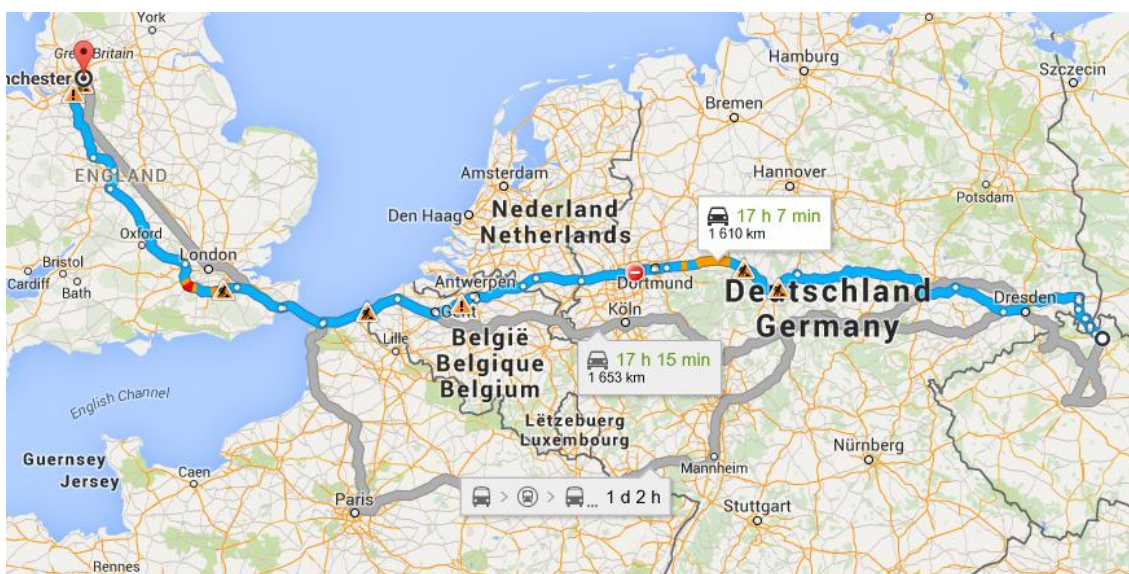 York
Great Britain
nchester
ENGLAND
Oxford
London
Bristol
Cardiff
Bath
English Channel
Guernsey
Jersey
Caen
Rennes
Paris
Lille
Amsterdam
Den Haag
Nederland
Netherlands
Antwerpen
Gent
België
Belgique
Belgium
Lëtzebuerg
Luxembourg
Hamburg
Bremen
Hannover
Szczecin
Potsdam
17 h 7 min
1 610 km
Dortmund
Köln
Deutschland
Germany
Dresden
17 h 15 min
1 653 km
Mannheim
Nürnberg
Stuttgart
> > ... 1 d 2 h